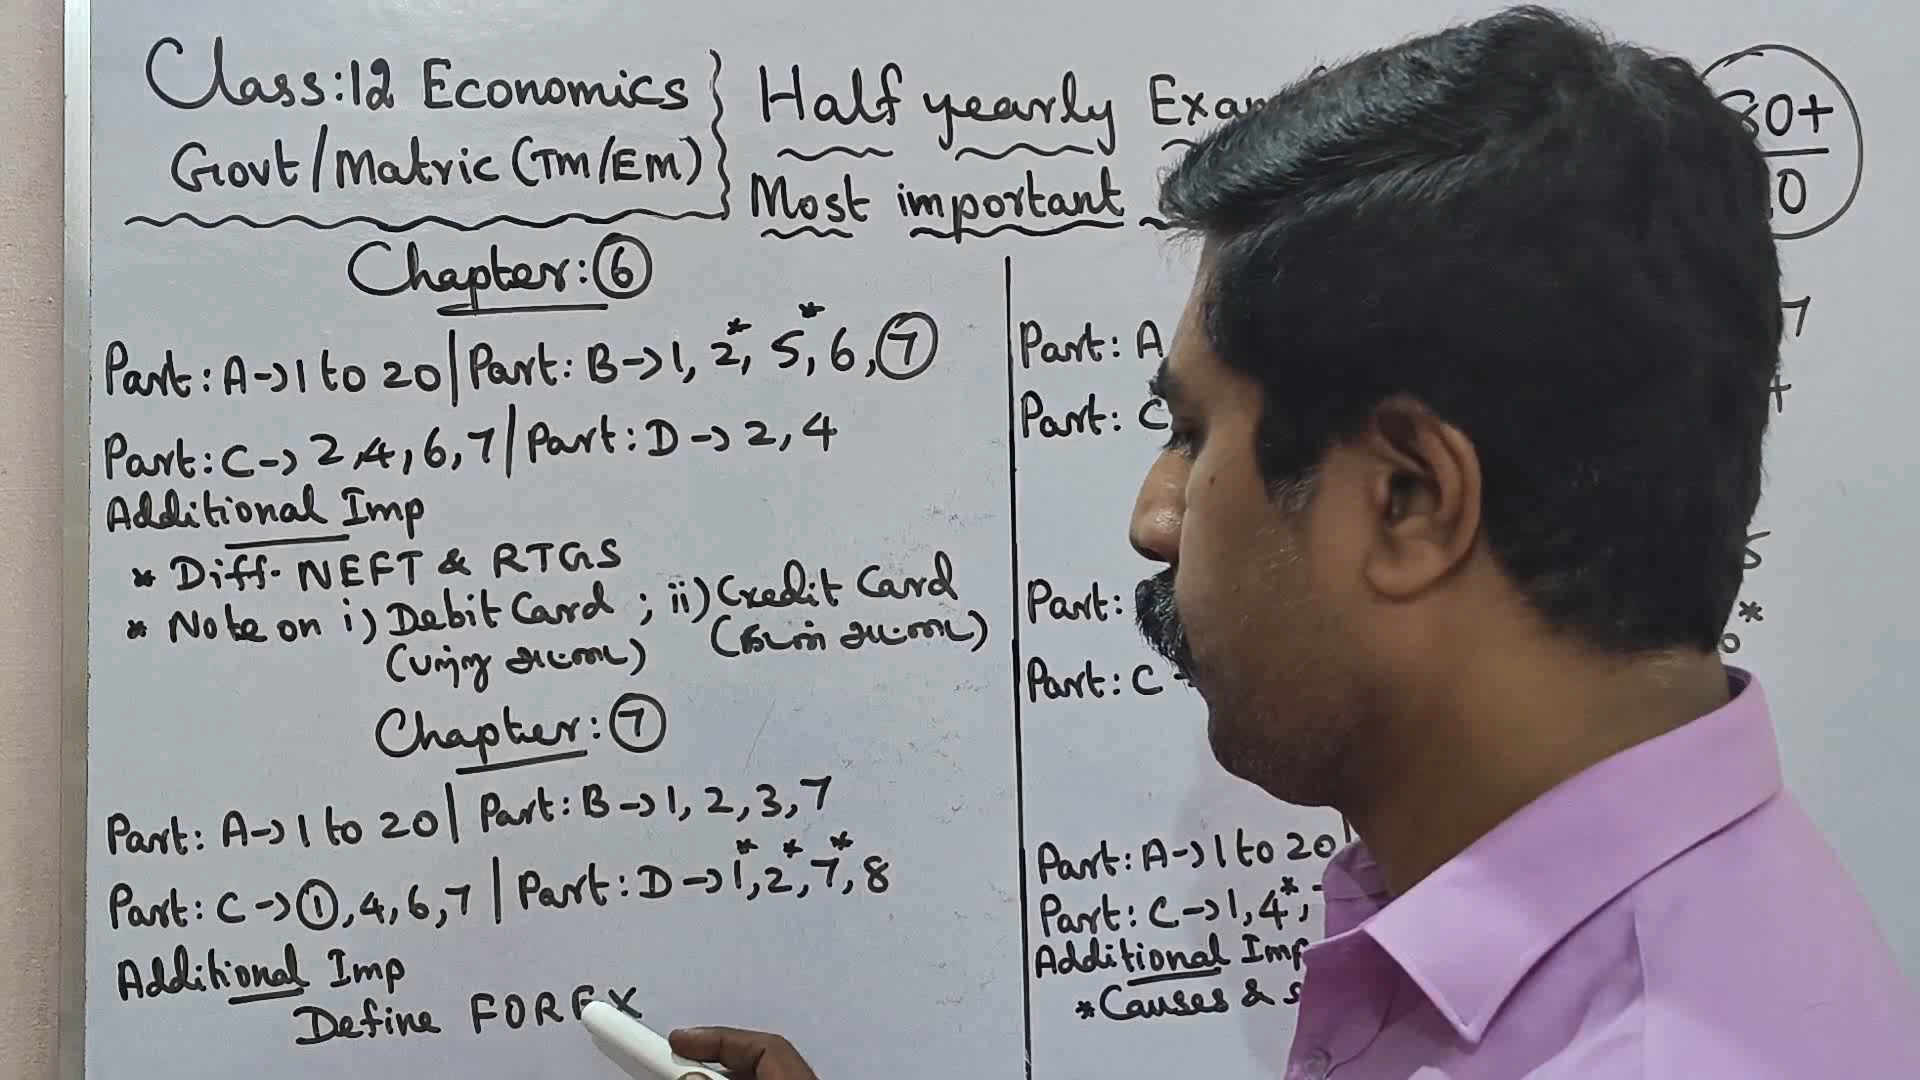 Class:12 Economics
Govt/Matric (TM/EM)
Half yearly
Most important
80+
Chapter: 6
Part: A → 1 to 20 | Part: B → 1, 2*, 5*, 6, 7
Part: C → 2, 4, 6, 7 | Part: D → 2, 4
Additional Imp
* Diff. NEFT & RTGS
* Note on i) Debit Card ; ii) Credit Card
(பற்று அட்டை) (கடன் அட்டை)
Chapter: 7
Part: A → 1 to 20 | Part: B → 1, 2, 3, 7
Part: C → 1, 4, 6, 7 | Part: D → 1*, 2*, 7*, 8
Additional Imp
Define FOREX
Part: A
7
Part: C
Part:
Part: C
Part: A → 1 to 20
Part: C → 1, 4*,
Additional Imp
* Causes &